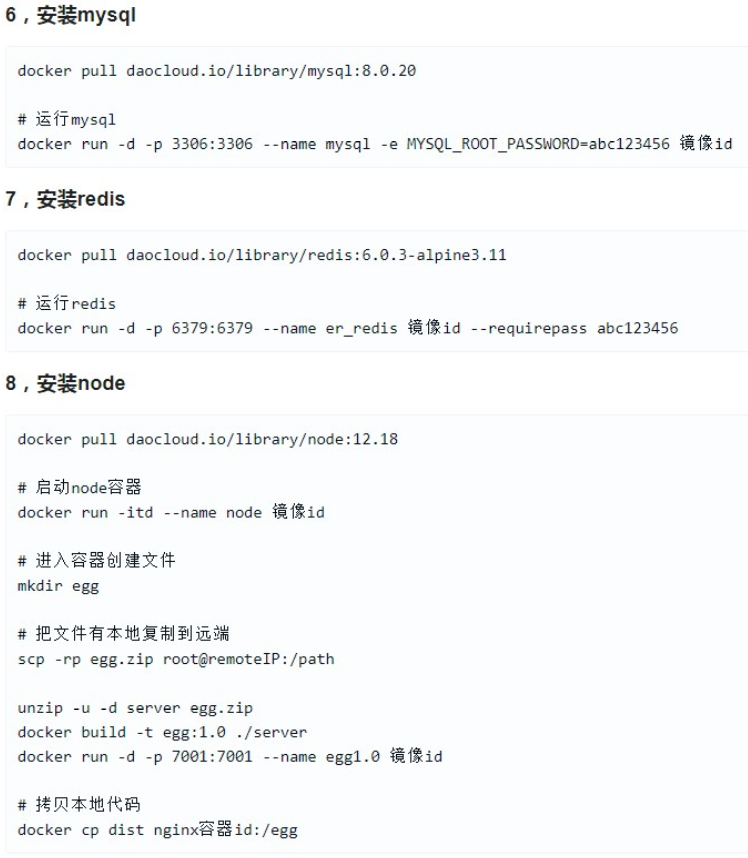 6，安装mysql
docker pull daocloud.io/library/mysql:8.0.20
# 运行mysql
docker run -d -p 3306:3306 --name mysql -e MYSQL_ROOT_PASSWORD=abc123456 镜像id
7，安装redis
docker pull daocloud.io/library/redis:6.0.3-alpine3.11
# 运行redis
docker run -d -p 6379:6379 --name er_redis 镜像id --requirepass abc123456
8，安装node
docker pull daocloud.io/library/node:12.18
# 启动node容器
docker run -itd --name node 镜像id
# 进入容器创建文件
mkdir egg
# 把文件有本地复制到远端
scp -rp egg.zip root@remoteIP:/path
unzip -u -d server egg.zip
docker build -t egg:1.0 ./server
docker run -d -p 7001:7001 --name egg1.0 镜像id
# 拷贝本地代码
docker cp dist nginx容器id:/egg